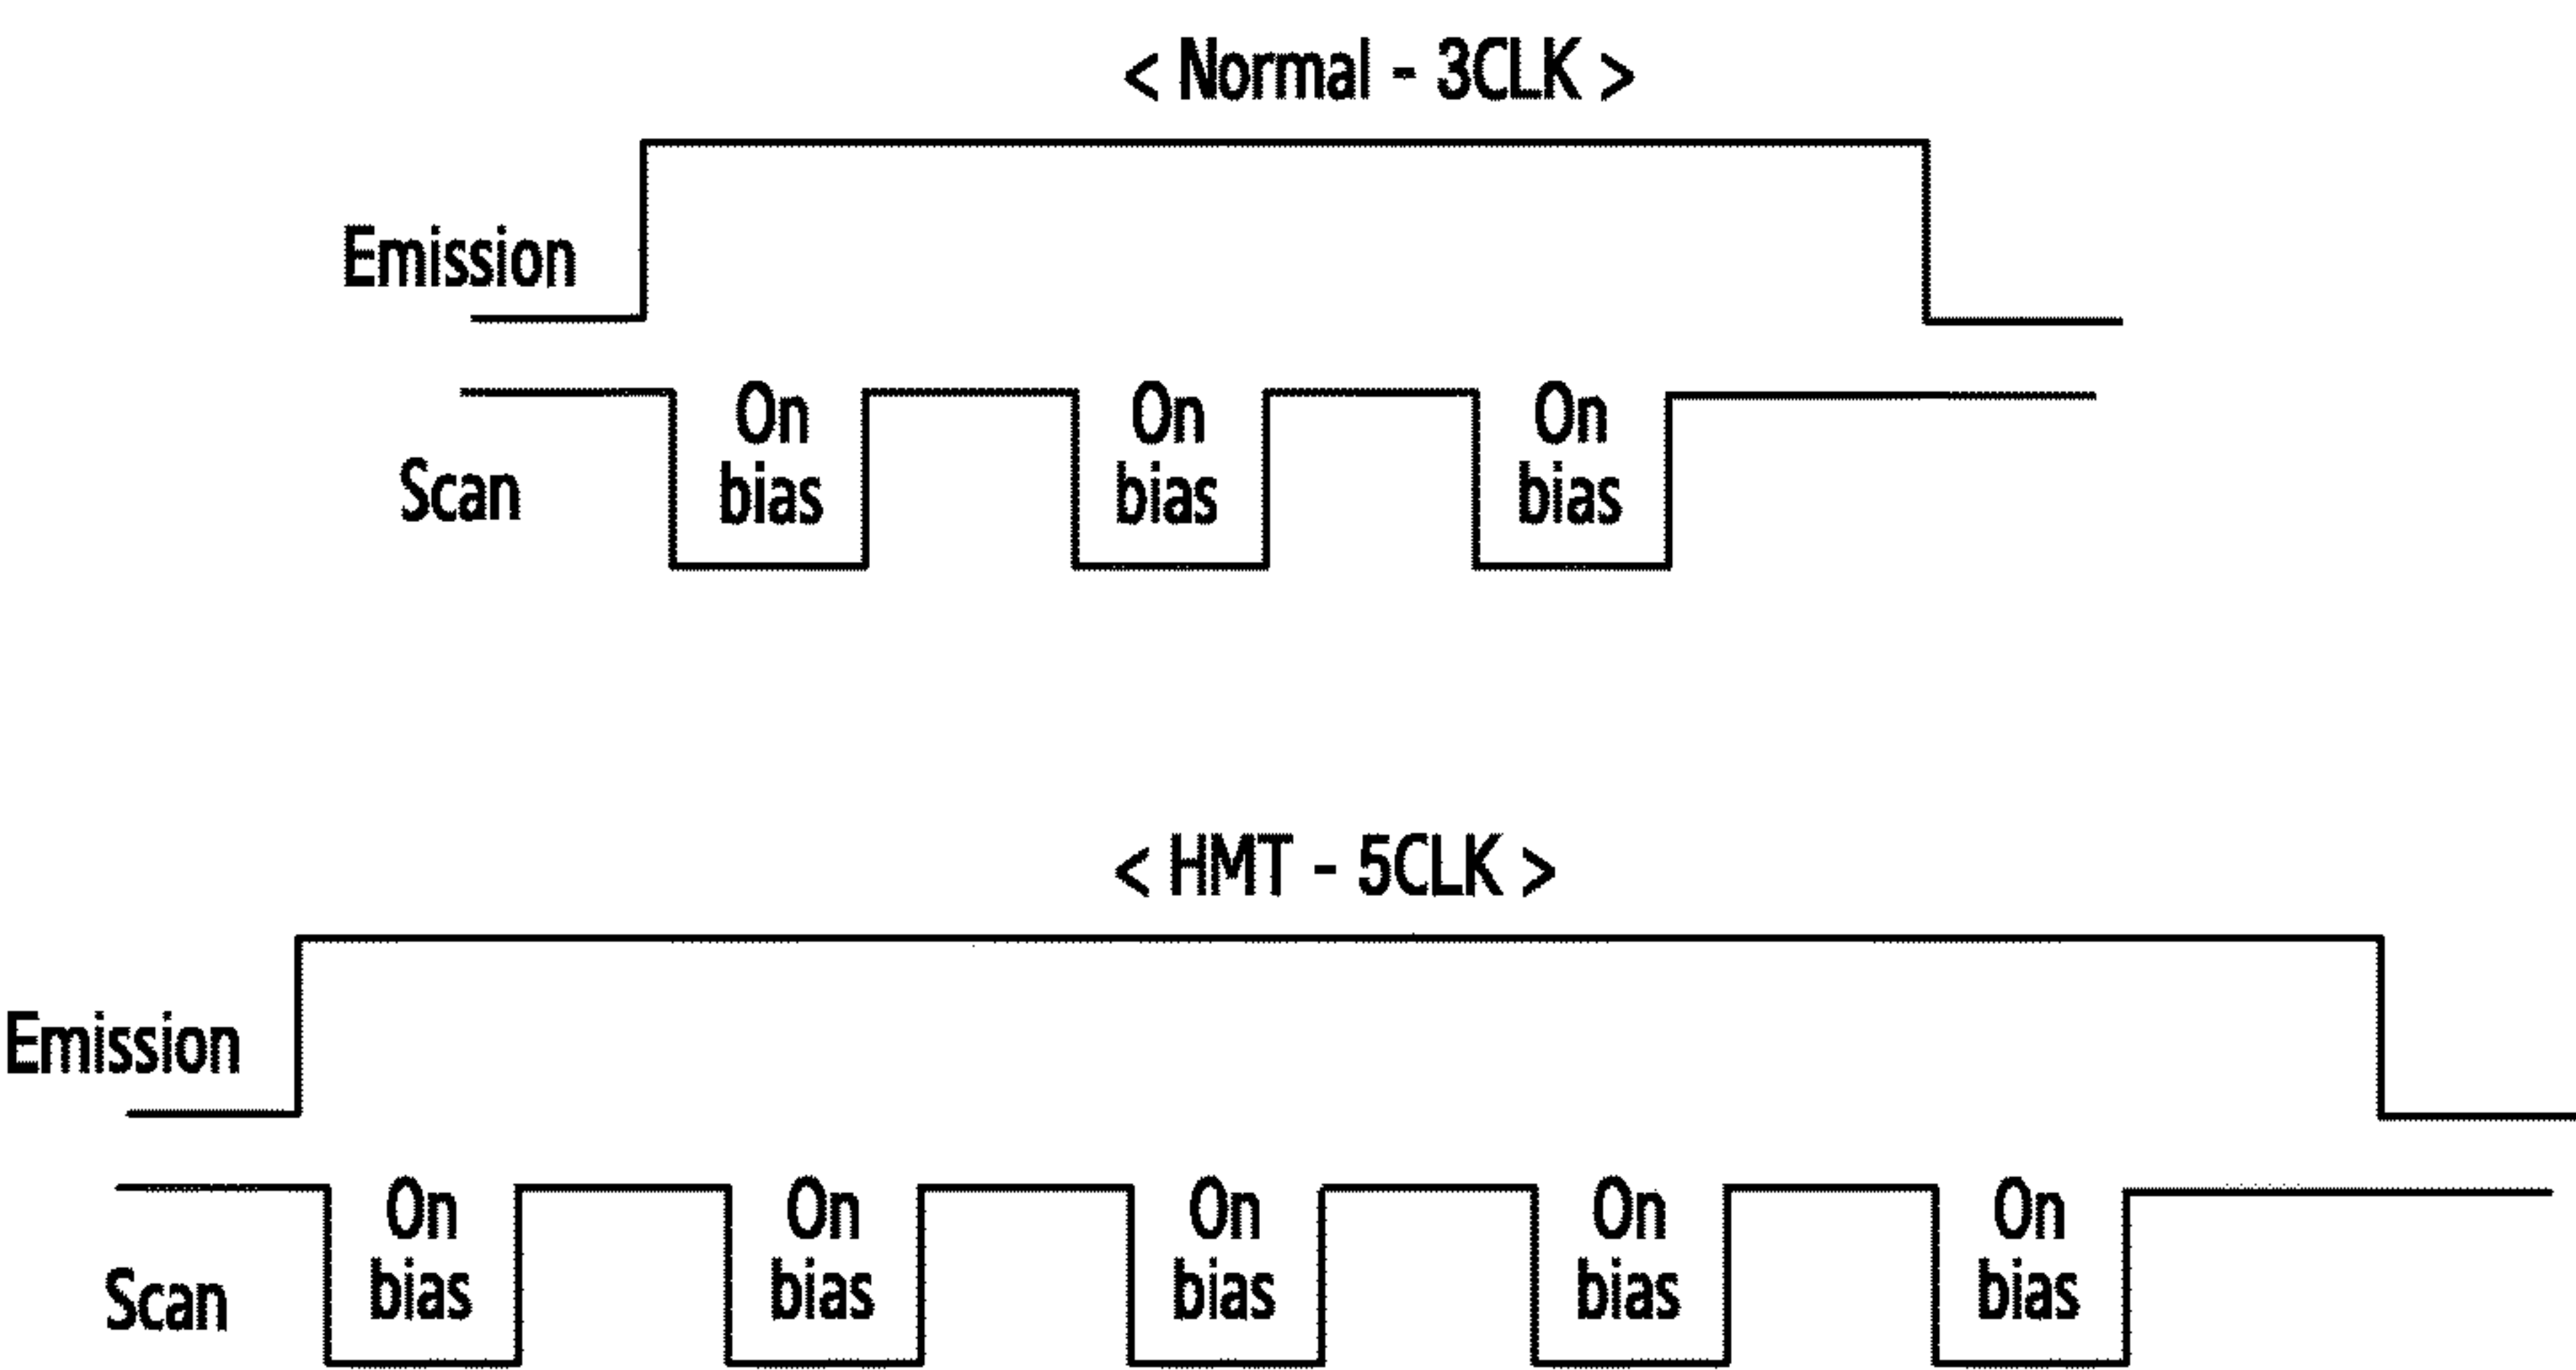 < Normal - 3CLK >
Emission
On On On
Scan bias bias bias
< HMT - 5CLK >
Emission
On On On On On
Scan bias bias bias bias bias